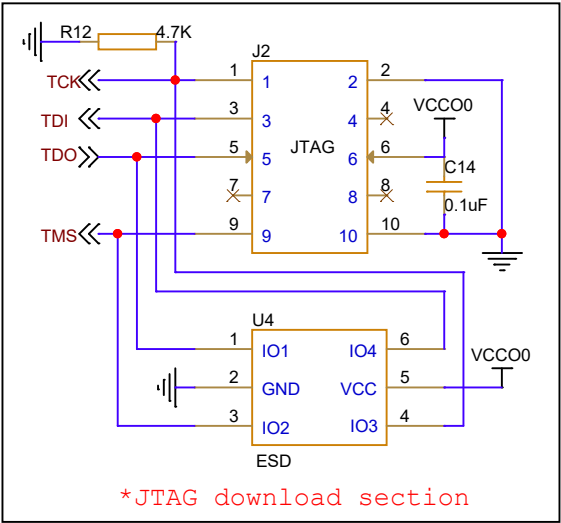 R12 4.7K
J2
TCK 1 1 2 2
VCCO0
TDI 3 3 4 4
TDO 5 5 JTAG 6 6
C14
7 7 8 8
0.1uF
TMS 9 9 10 10
U4
1 IO1 IO4 6
VCCO0
2 GND VCC 5
3 IO2 IO3 4
ESD
*JTAG download section